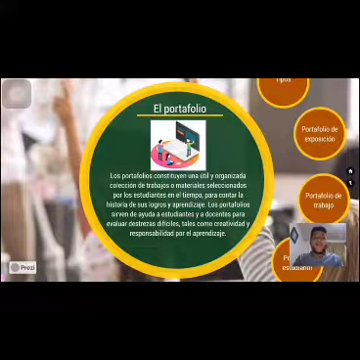 El portafolio
Los portafolios constituyen una útil y organizada
colección de trabajos o materiales seleccionados
por los estudiantes en el tiempo, para contar la
historia de sus logros y aprendizaje. Los portafolios
sirven de ayuda a estudiantes y a docentes para
evaluar destrezas difíciles, tales como creatividad y
responsabilidad por el aprendizaje.
Tipos
Portafolio de
exposición
Portafolio de
trabajo
Prezi